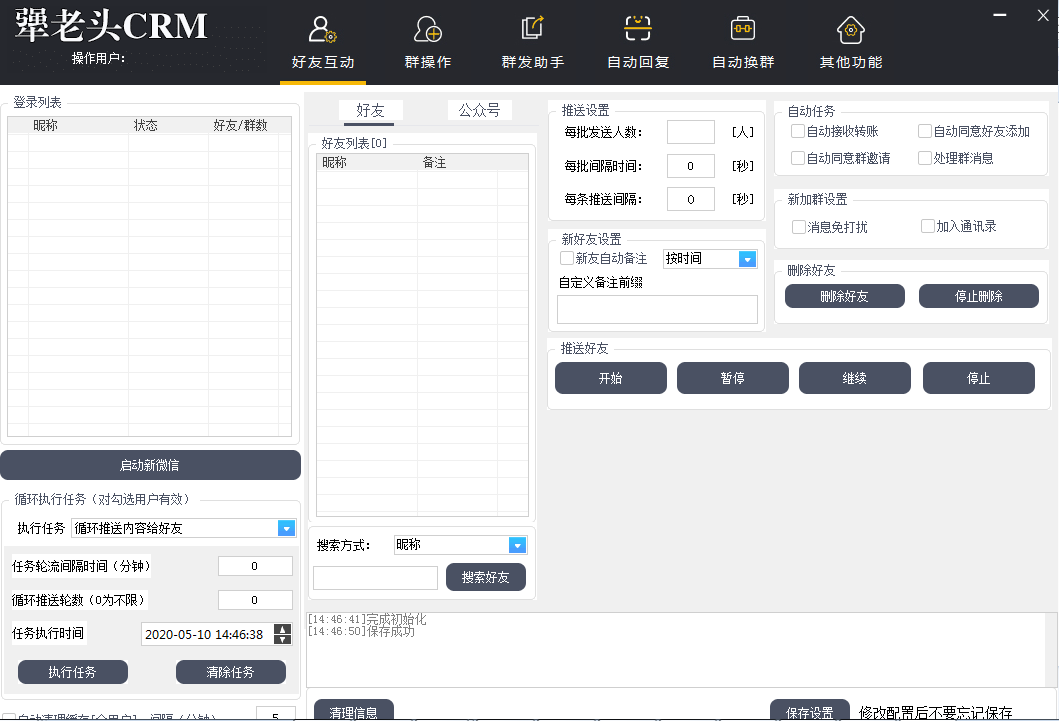 犟老头CRM
操作用户:
好友互动
群操作
群发助手
自动回复
自动换群
其他功能
登录列表
昵称 状态 好友/群数
启动新微信
循环执行任务（对勾选用户有效）
执行任务 循环推送内容给好友
任务轮流间隔时间（分钟） 0
循环推送轮数（0为不限） 0
任务执行时间 2020-05-10 14:46:38
执行任务 清除任务
自动清理缓存[全用户] 间隔（分钟） 5
好友 公众号
好友列表[0]
昵称 备注
搜索方式: 昵称
搜索好友
推送设置
每批发送人数: [人]
每批间隔时间: 0 [秒]
每条推送间隔: 0 [秒]
新好友设置
新友自动备注 按时间
自定义备注前缀
自动任务
自动接收转账 自动同意好友添加
自动同意群邀请 处理群消息
新加群设置
消息免打扰 加入通讯录
删除好友
删除好友 停止删除
推送好友
开始 暂停 继续 停止
[14:46:41]完成初始化
[14:46:50]保存成功
清理信息 保存设置 修改配置后不要忘记保存